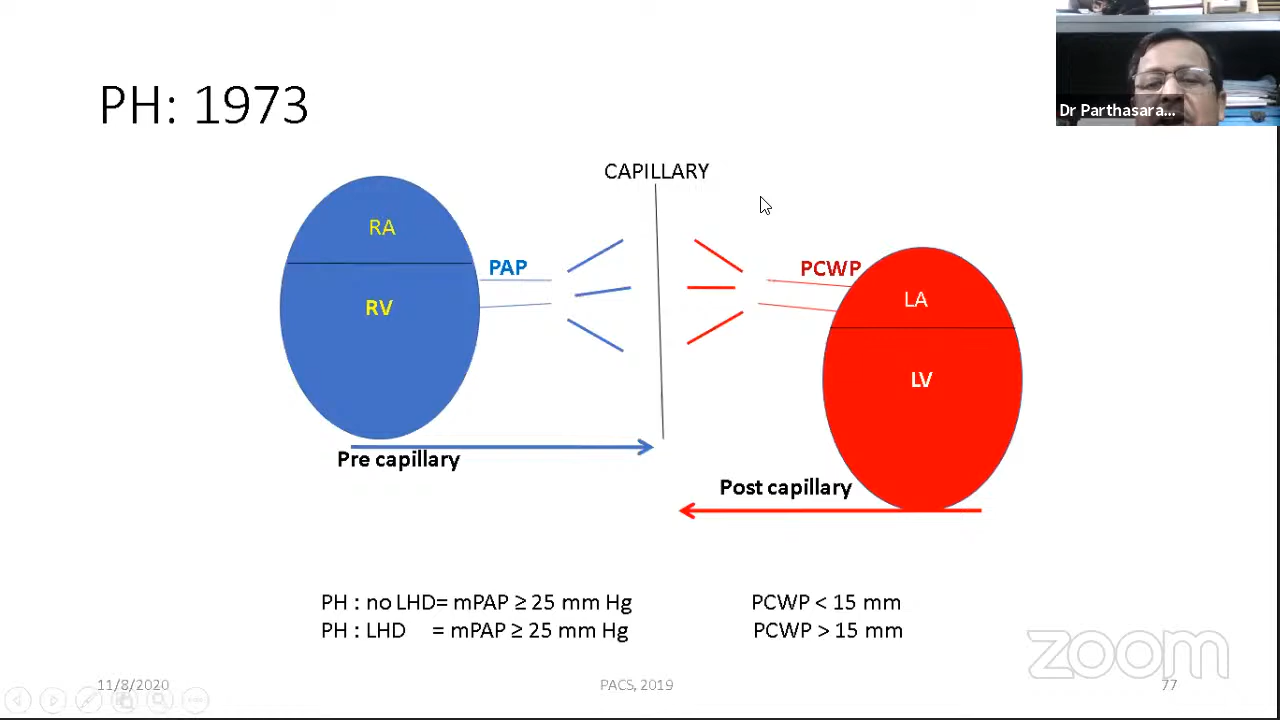 PH: 1973
Dr Parthasara...
CAPILLARY
RA
PAP
PCWP
LA
RV
LV
Pre capillary
Post capillary
PH : no LHD= mPAP ≥ 25 mm Hg PCWP < 15 mm
PH : LHD = mPAP ≥ 25 mm Hg PCWP > 15 mm
zoom
11/8/2020 PACS, 2019 77